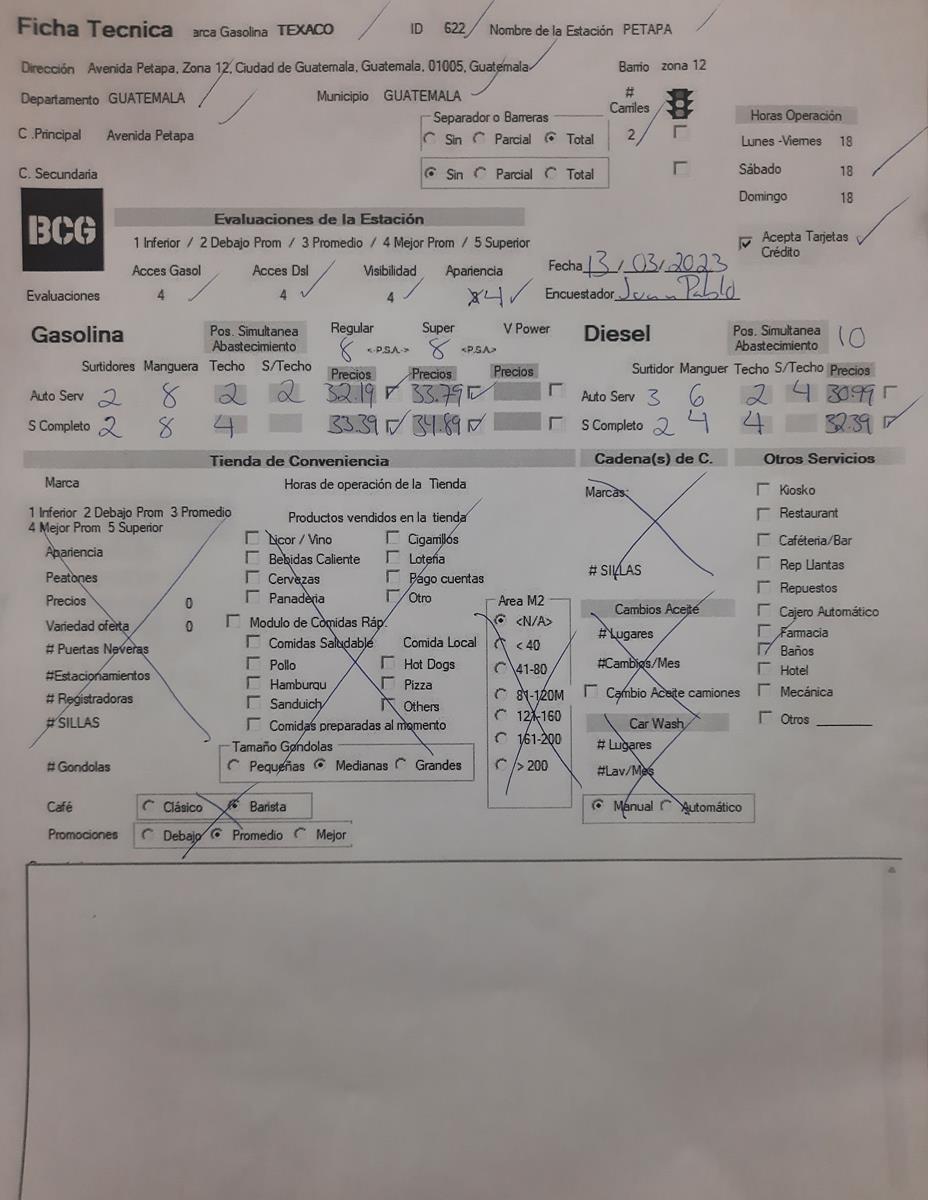 Ficha Tecnica arca Gasolina TEXACO ID 622 Nombre de la Estación PETAPA
Dirección Avenida Petapa, Zona 12, Ciudad de Guatemala, Guatemala, 01005, Guatemala Barrio zona 12
Departamento GUATEMALA Municipio GUATEMALA # Carriles
Separador o Barreras Horas Operación
C .Principal Avenida Petapa Sin Parcial Total 2 Lunes -Viernes 18
C. Secundaria Sin Parcial Total Sábado 18
Domingo 18
BCG
Evaluaciones de la Estación
1 Inferior / 2 Debajo Prom / 3 Promedio / 4 Mejor Prom / 5 Superior Acepta Tarjetas Crédito
Acces Gasol Acces Dsl Visibilidad Apariencia Fecha 13/03/2023
Evaluaciones 4 4 4 4 Encuestador Juan Pablo
Gasolina Pos. Simultanea Abastecimiento Regular Super V Power Diesel Pos. Simultanea Abastecimiento 10
8 <-P.S.A.-> 8 <P.S.A>
Surtidores Manguera Techo S/Techo Precios Precios Precios Surtidor Manguer Techo S/Techo Precios
Auto Serv 2 8 2 2 32.19 33.79 Auto Serv 3 6 2 4 30.99
S Completo 2 8 4 33.39 34.89 S Completo 2 4 4 32.39
Tienda de Conveniencia Cadena(s) de C. Otros Servicios
Marca Horas de operación de la Tienda Marcas: Kiosko
1 Inferior 2 Debajo Prom 3 Promedio Productos vendidos en la tienda Restaurant
4 Mejor Prom 5 Superior
Licor / Vino Cigarrillos Caféteria/Bar
Apariencia Bebidas Caliente Loteria Rep Llantas
Peatones Cervezas Pago cuentas # SILLAS Repuestos
Precios 0 Panaderia Otro Area M2 Cambios Aceite Cajero Automático
Variedad oferta 0 Modulo de Comidas Ráp. <N/A> # Lugares Farmacia
# Puertas Neveras Comidas Saludable Comida Local < 40 Baños
#Estacionamientos Pollo Hot Dogs 41-80 #Cambios/Mes Hotel
# Registradoras Hamburgu Pizza 81-120M Cambio Aceite camiones Mecánica
# SILLAS Sanduich Others 121-160 Car Wash Otros
Comidas preparadas al momento 161-200 # Lugares
Tamaño Gondolas
# Gondolas Pequeñas Medianas Grandes > 200 #Lav/Mes
Café Clásico Barista Manual Automático
Promociones Debajo Promedio Mejor